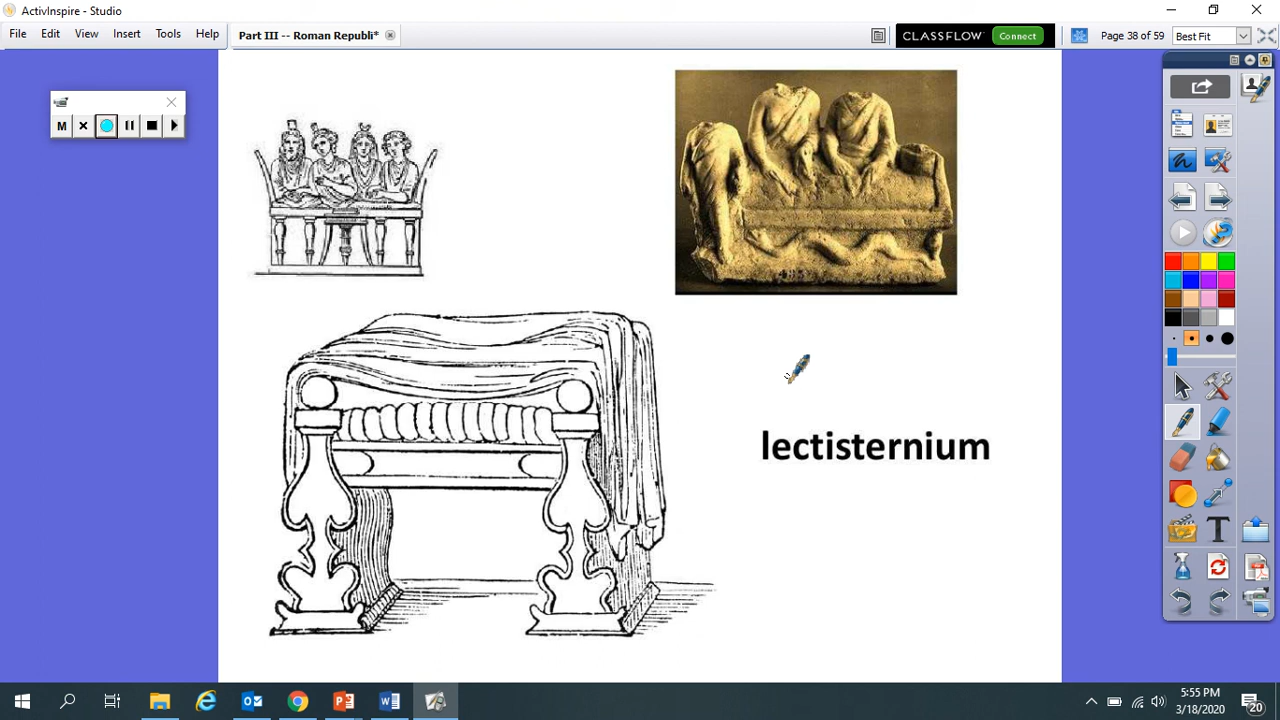 ActivInspire - Studio
File Edit View Insert Tools Help
Part III -- Roman Republi*
CLASSFLOW Connect
Page 38 of 59
Best Fit
M
lectisternium
T
5:55 PM
3/18/2020
20